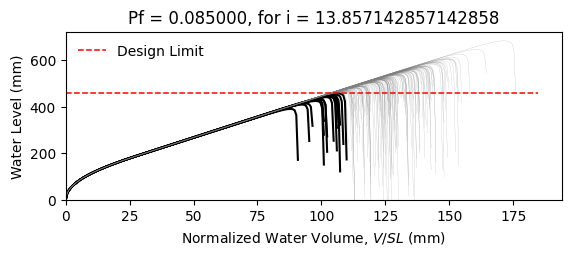 Pf = 0.085000, for i = 13.857142857142858
Design Limit
Water Level (mm)
600
400
200
0
0 25 50 75 100 125 150 175
Normalized Water Volume, V/SL (mm)